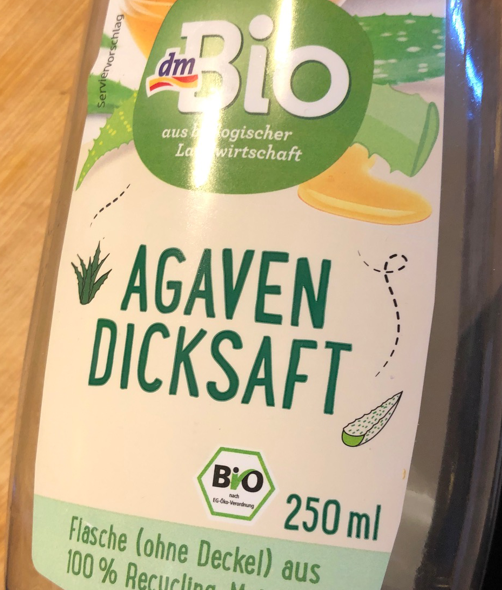 Serviervorschlag
dm
Bio
aus biologischer
Landwirtschaft
AGAVEN
DICKSAFT
Bio
nach
EG-Öko-Verordnung
250 ml
Flasche (ohne Deckel) aus
100 % Recycling